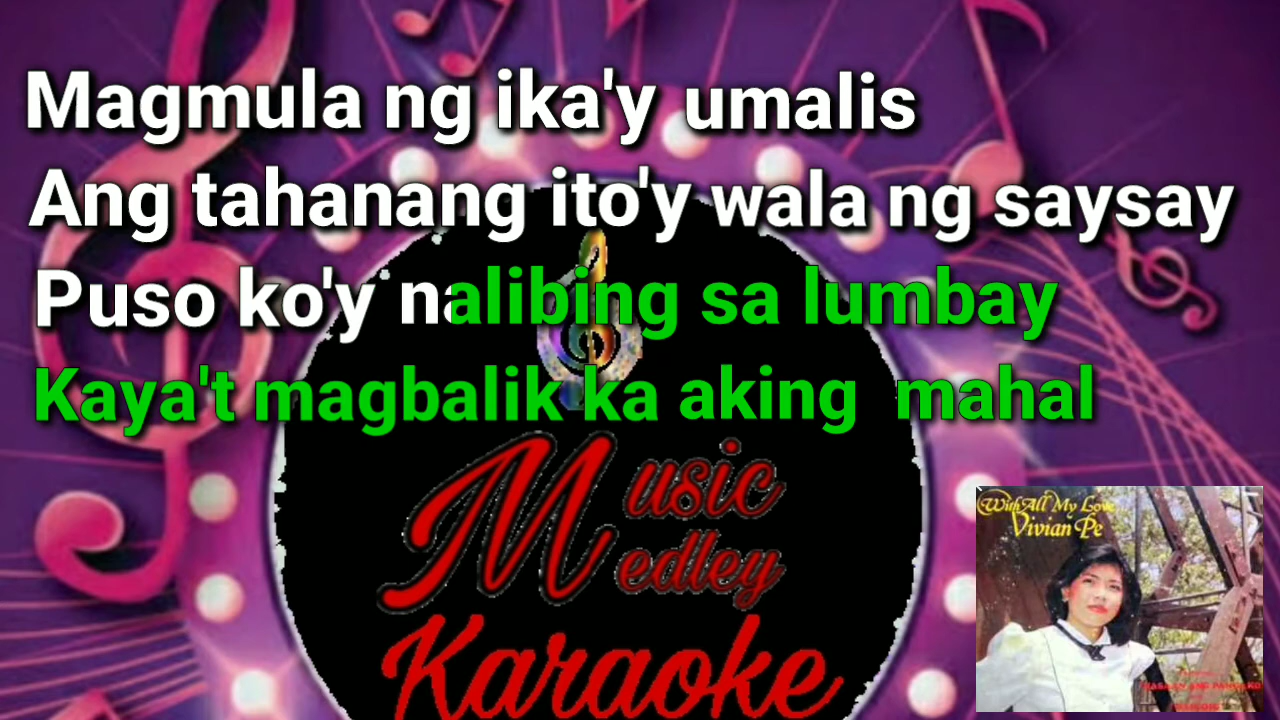 Magmula ng ika'y umalis
Ang tahanang ito'y wala ng saysay
Puso ko'y nalibing sa lumbay
Kaya't magbalik ka aking mahal
Music
Medley
Karaoke
With All My Love
Vivian Pe